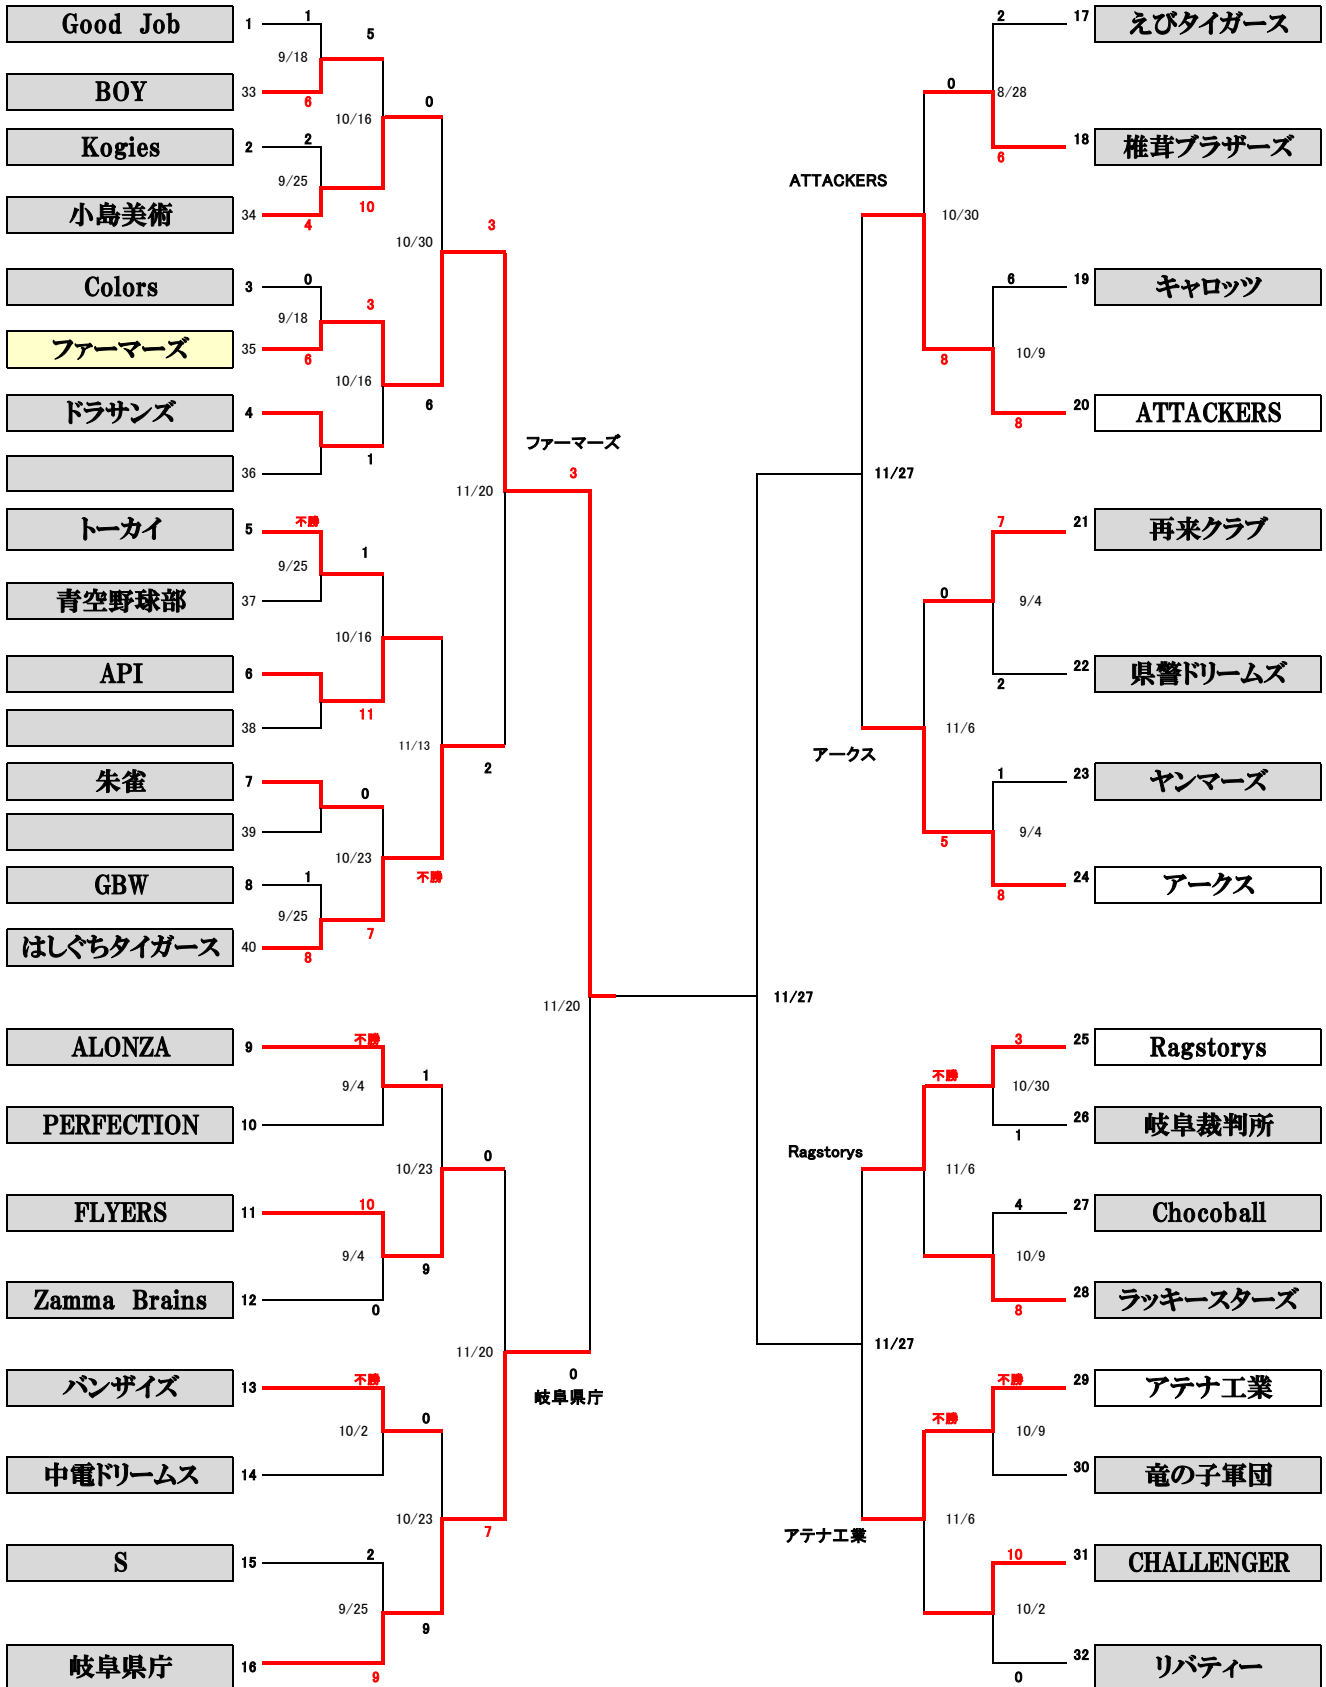 Good Job 1 1
5
9/18
BOY 33 6
10/16
0
Kogies 2 2
9/25
小島美術 34 4
10
10/30
3
Colors 3 0
3
9/18
ファーマーズ 35 6
10/16
6
ドラサンズ 4
1
36
ファーマーズ
3
11/20
トーカイ 5 不勝
1
9/25
青空野球部 37
10/16
API 6
11
38
11/13
2
朱雀 7
0
39
10/23
不勝
GBW 8 1
9/25
7
はしぐちタイガース 40 8
11/20
ALONZA 9 不勝
1
9/4
PERFECTION 10
10/23
0
FLYERS 11 10
9/4
9
Zamma Brains 12 0
11/20
0
岐阜県庁
バンザイズ 13 不勝
0
10/2
中電ドリームス 14
10/23
7
S 15 2
9/25
9
岐阜県庁 16 9
2 17 えびタイガース
0
8/28
6 18 椎茸ブラザーズ
ATTACKERS
10/30
6 19 キャロッツ
8
10/9
8 20 ATTACKERS
11/27
7 21 再来クラブ
0
9/4
2 22 県警ドリームズ
11/6
アークス
1 23 ヤンマーズ
5
9/4
8 24 アークス
11/27
3 25 Ragstorys
不勝
10/30
1 26 岐阜裁判所
Ragstorys
11/6
4 27 Chocoball
10/9
8 28 ラッキースターズ
11/27
不勝 29 アテナ工業
不勝
10/9
30 竜の子軍団
アテナ工業
11/6
10 31 CHALLENGER
10/2
0 32 リバティー